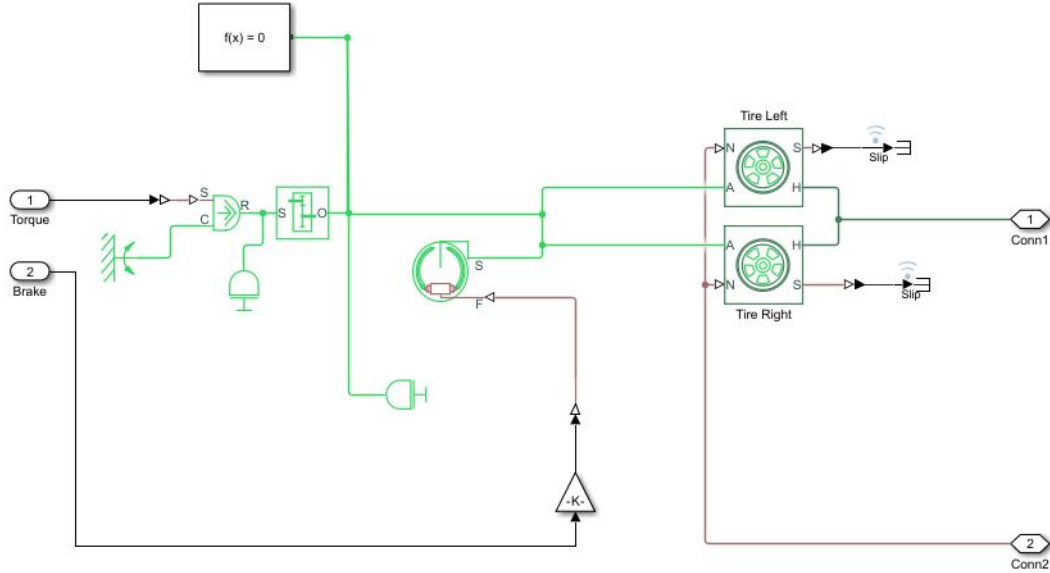 f(x) = 0
Tire Left
N
S
A
H
Slip
1
Torque
S
C
R
S
O
1
Conn1
2
Brake
S
F
A
H
N
S
Slip
Tire Right
-K-
2
Conn2